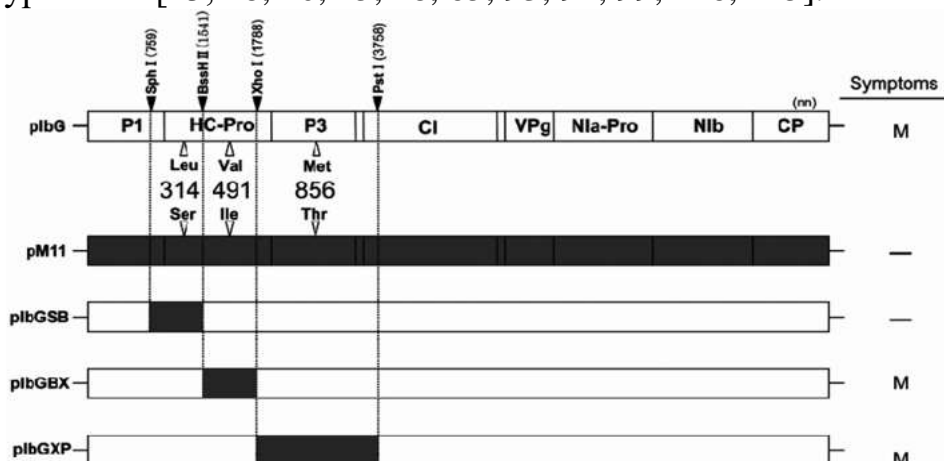 Sph I (759)
BssH II (1541)
Xho I (1788)
Pst I (3758)
Symptoms
(nn)
pIbG P1 HC-Pro P3 CI VPg NIa-Pro NIb CP M
Leu Val Met
314 491 856
Ser Ile Thr
pM11 —
pIbGSB —
pIbGBX M
pIbGXP M